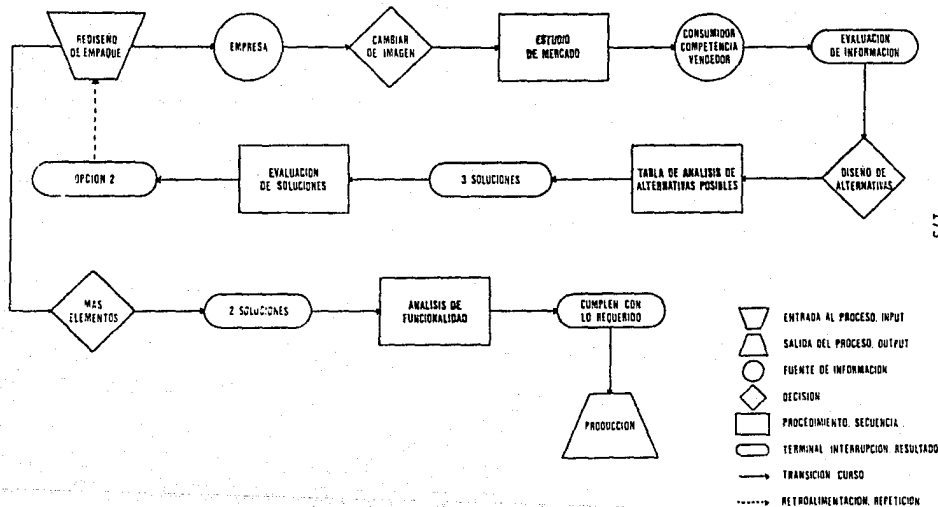 REDISEÑO
DE EMPAQUE
EMPRESA
CAMBIAR
DE IMAGEN
ESTUDIO
DE MERCADO
CONSUMIDOR
COMPETENCIA
VENDEDOR
EVALUACION
DE INFORMACION
OPCION 2
EVALUACION
DE SOLUCIONES
3 SOLUCIONES
TABLA DE ANALISIS DE
ALTERNATIVAS POSIBLES
DISEÑO DE
ALTERNATIVAS
MAS
ELEMENTOS
2 SOLUCIONES
ANALISIS DE
FUNCIONALIDAD
CUMPLEN CON
LO REQUERIDO
PRODUCCION
ENTRADA AL PROCESO. INPUT
SALIDA DEL PROCESO. OUTPUT
FUENTE DE INFORMACION
DECISION
PROCEDIMIENTO. SECUENCIA
TERMINAL INTERRUPCION RESULTADO
TRANSICION CURSO
RETROALIMENTACION. REPETICION